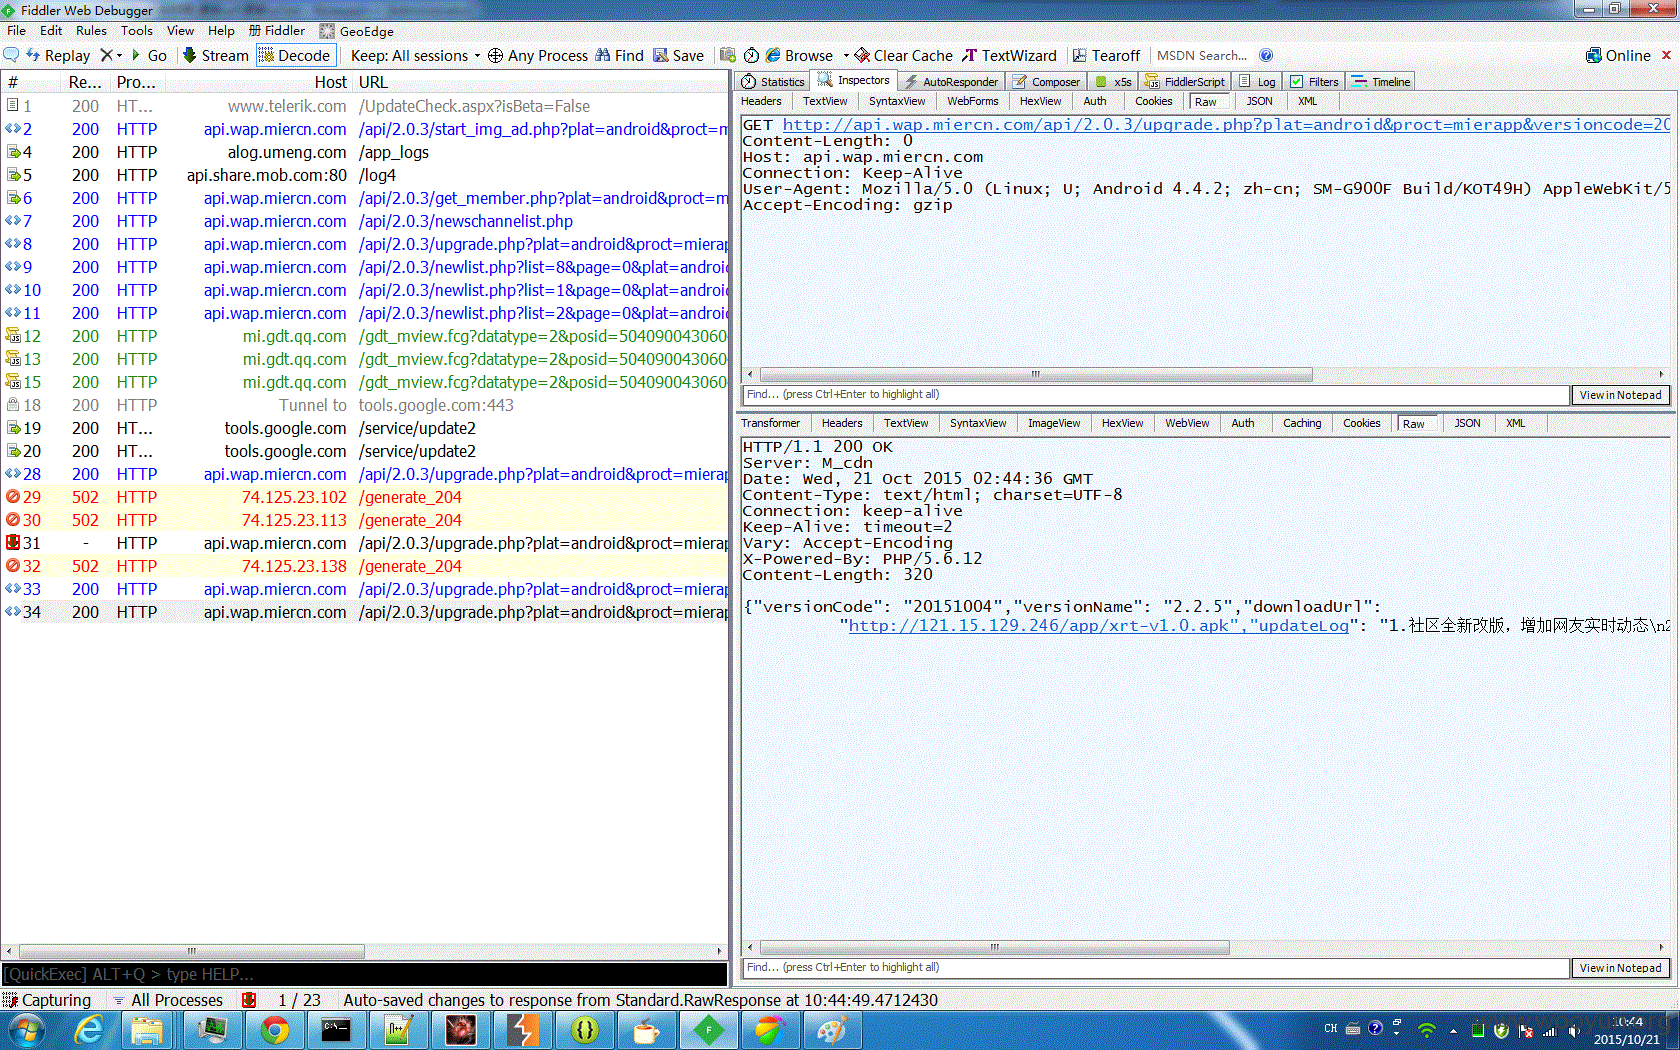 Fiddler Web Debugger
File Edit Rules Tools View Help Fiddler GeoEdge
Replay Go Stream Decode Keep: All sessions Any Process Find Save Browse Clear Cache TextWizard Tearoff MSDN Search... Online
# Re... Pro... Host URL
1 200 HT... www.telerik.com /UpdateCheck.aspx?isBeta=False
2 200 HTTP api.wap.miercn.com /api/2.0.3/start_img_ad.php?plat=android&proct=m
4 200 HTTP alog.umeng.com /app_logs
5 200 HTTP api.share.mob.com:80 /log4
6 200 HTTP api.wap.miercn.com /api/2.0.3/get_member.php?plat=android&proct=m
7 200 HTTP api.wap.miercn.com /api/2.0.3/newschannelist.php
8 200 HTTP api.wap.miercn.com /api/2.0.3/upgrade.php?plat=android&proct=mierap
9 200 HTTP api.wap.miercn.com /api/2.0.3/newlist.php?list=8&page=0&plat=androi
10 200 HTTP api.wap.miercn.com /api/2.0.3/newlist.php?list=1&page=0&plat=androi
11 200 HTTP api.wap.miercn.com /api/2.0.3/newlist.php?list=2&page=0&plat=androi
12 200 HTTP mi.gdt.qq.com /gdt_mview.fcg?datatype=2&posid=504090043060
13 200 HTTP mi.gdt.qq.com /gdt_mview.fcg?datatype=2&posid=504090043060
15 200 HTTP mi.gdt.qq.com /gdt_mview.fcg?datatype=2&posid=504090043060
18 200 HTTP Tunnel to tools.google.com:443
19 200 HT... tools.google.com /service/update2
20 200 HT... tools.google.com /service/update2
28 200 HTTP api.wap.miercn.com /api/2.0.3/upgrade.php?plat=android&proct=mierap
29 502 HTTP 74.125.23.102 /generate_204
30 502 HTTP 74.125.23.113 /generate_204
31 - HTTP api.wap.miercn.com /api/2.0.3/upgrade.php?plat=android&proct=mierap
32 502 HTTP 74.125.23.138 /generate_204
33 200 HTTP api.wap.miercn.com /api/2.0.3/upgrade.php?plat=android&proct=mierap
34 200 HTTP api.wap.miercn.com /api/2.0.3/upgrade.php?plat=android&proct=mierap
[QuickExec] ALT+Q > type HELP...
Capturing All Processes 1 / 23 Auto-saved changes to response from Standard.RawResponse at 10:44:49.4712430
Statistics Inspectors AutoResponder Composer x5s FiddlerScript Log Filters Timeline
Headers TextView SyntaxView WebForms HexView Auth Cookies Raw JSON XML
GET http://api.wap.miercn.com/api/2.0.3/upgrade.php?plat=android&proct=mierapp&versioncode=20
Content-Length: 0
Host: api.wap.miercn.com
Connection: Keep-Alive
User-Agent: Mozilla/5.0 (Linux; U; Android 4.4.2; zh-cn; SM-G900F Build/KOT49H) AppleWebKit/5
Accept-Encoding: gzip
Find... (press Ctrl+Enter to highlight all) View in Notepad
Transformer Headers TextView SyntaxView ImageView HexView WebView Auth Caching Cookies Raw JSON XML
HTTP/1.1 200 OK
Server: M_cdn
Date: Wed, 21 Oct 2015 02:44:36 GMT
Content-Type: text/html; charset=UTF-8
Connection: keep-alive
Keep-Alive: timeout=2
Vary: Accept-Encoding
X-Powered-By: PHP/5.6.12
Content-Length: 320
{"versionCode": "20151004","versionName": "2.2.5","downloadUrl":
"http://121.15.129.246/app/xrt-v1.0.apk","updateLog": "1.社区全新改版，增加网友实时动态\n2
Find... (press Ctrl+Enter to highlight all) View in Notepad
CH
10:44
2015/10/21